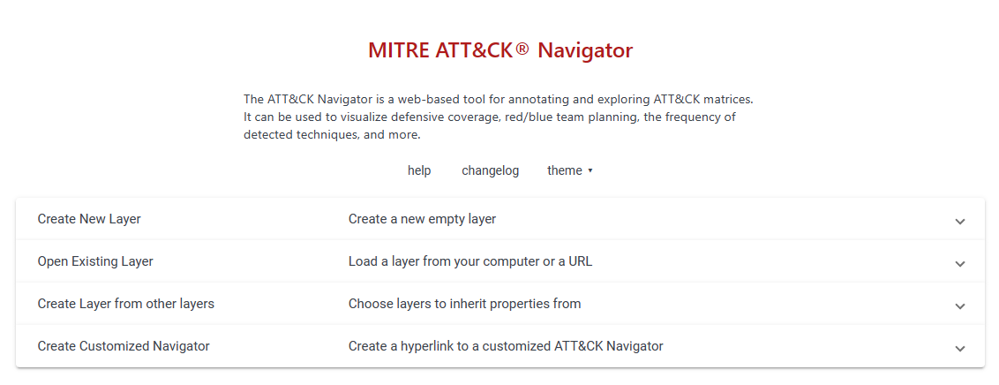 MITRE ATT&CK® Navigator
The ATT&CK Navigator is a web-based tool for annotating and exploring ATT&CK matrices.
It can be used to visualize defensive coverage, red/blue team planning, the frequency of
detected techniques, and more.
help changelog theme ▾
Create New Layer Create a new empty layer
Open Existing Layer Load a layer from your computer or a URL
Create Layer from other layers Choose layers to inherit properties from
Create Customized Navigator Create a hyperlink to a customized ATT&CK Navigator